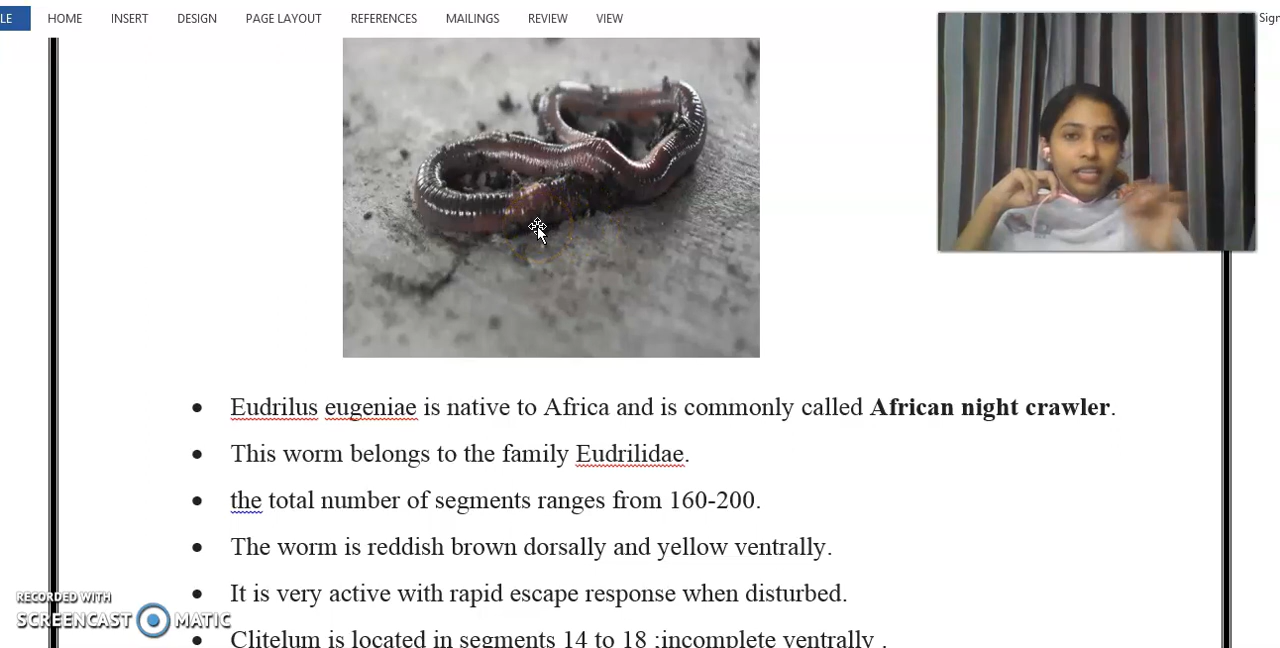 LE HOME INSERT DESIGN PAGE LAYOUT REFERENCES MAILINGS REVIEW VIEW Sign
• Eudrilus eugeniae is native to Africa and is commonly called African night crawler.
• This worm belongs to the family Eudrilidae.
• the total number of segments ranges from 160-200.
• The worm is reddish brown dorsally and yellow ventrally.
• It is very active with rapid escape response when disturbed.
• Clitelum is located in segments 14 to 18 ;incomplete ventrally .
RECORDED WITH
SCREENCAST MATIC